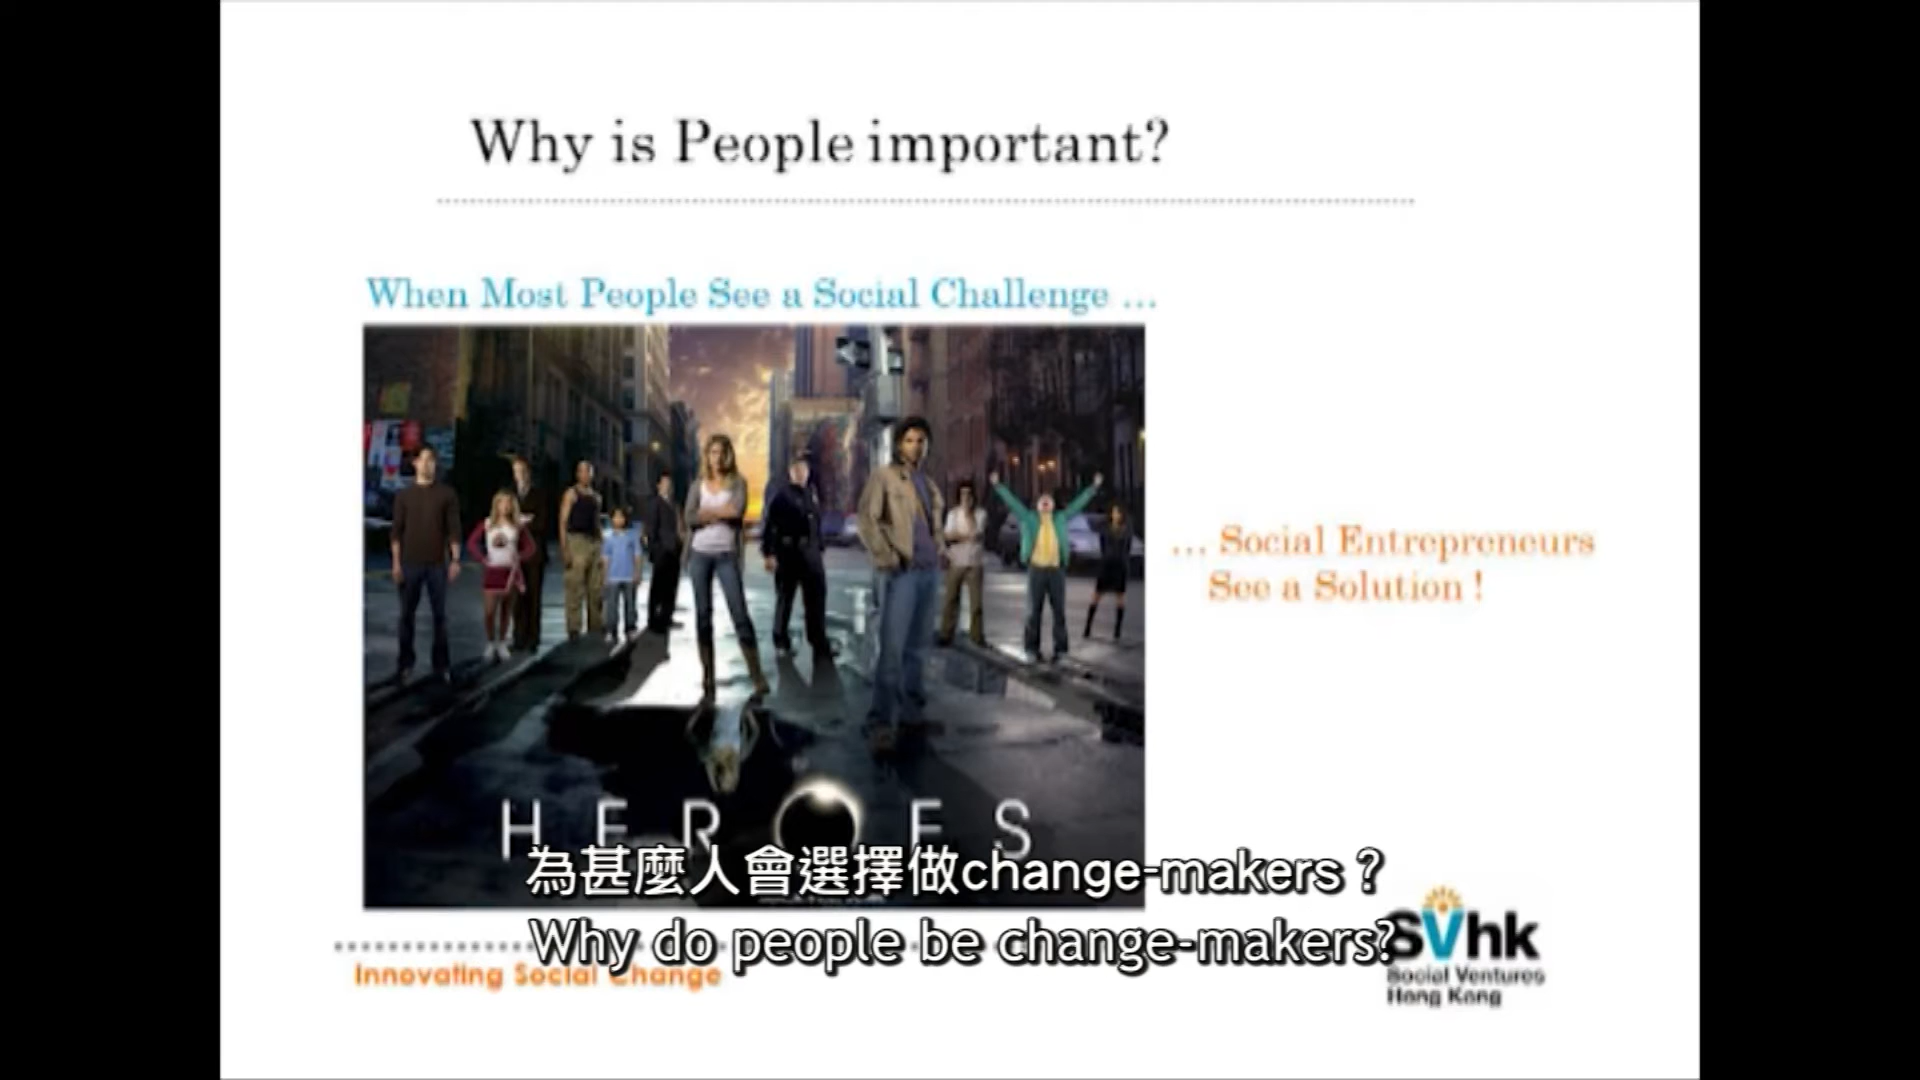 Why is People important?
When Most People See a Social Challenge ...
... Social Entrepreneurs
See a Solution !
HEROES
為甚麼人會選擇做change-makers ?
Why do people be change-makers?
Innovating Social Change
SVhk
Social Ventures
Hong Kong